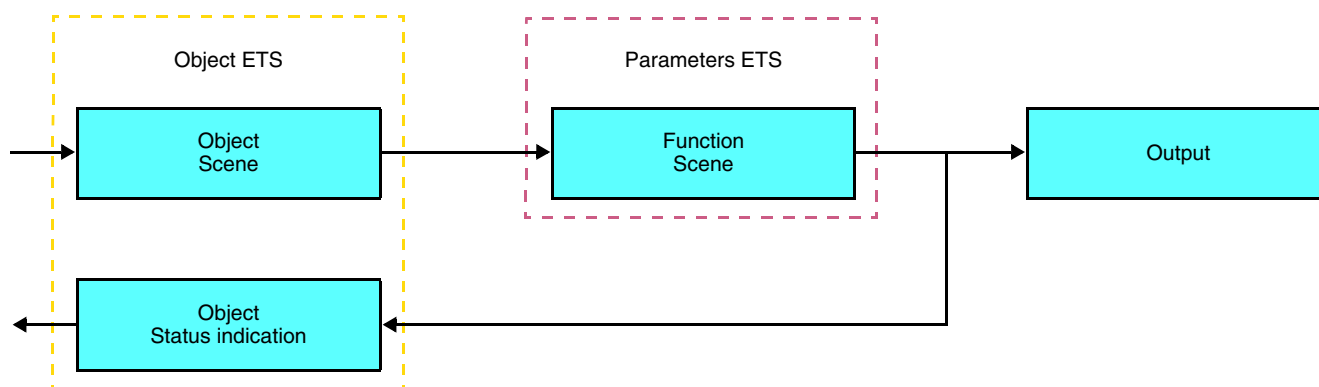 Object ETS
Parameters ETS
Object
Scene
Function
Scene
Output
Object
Status indication